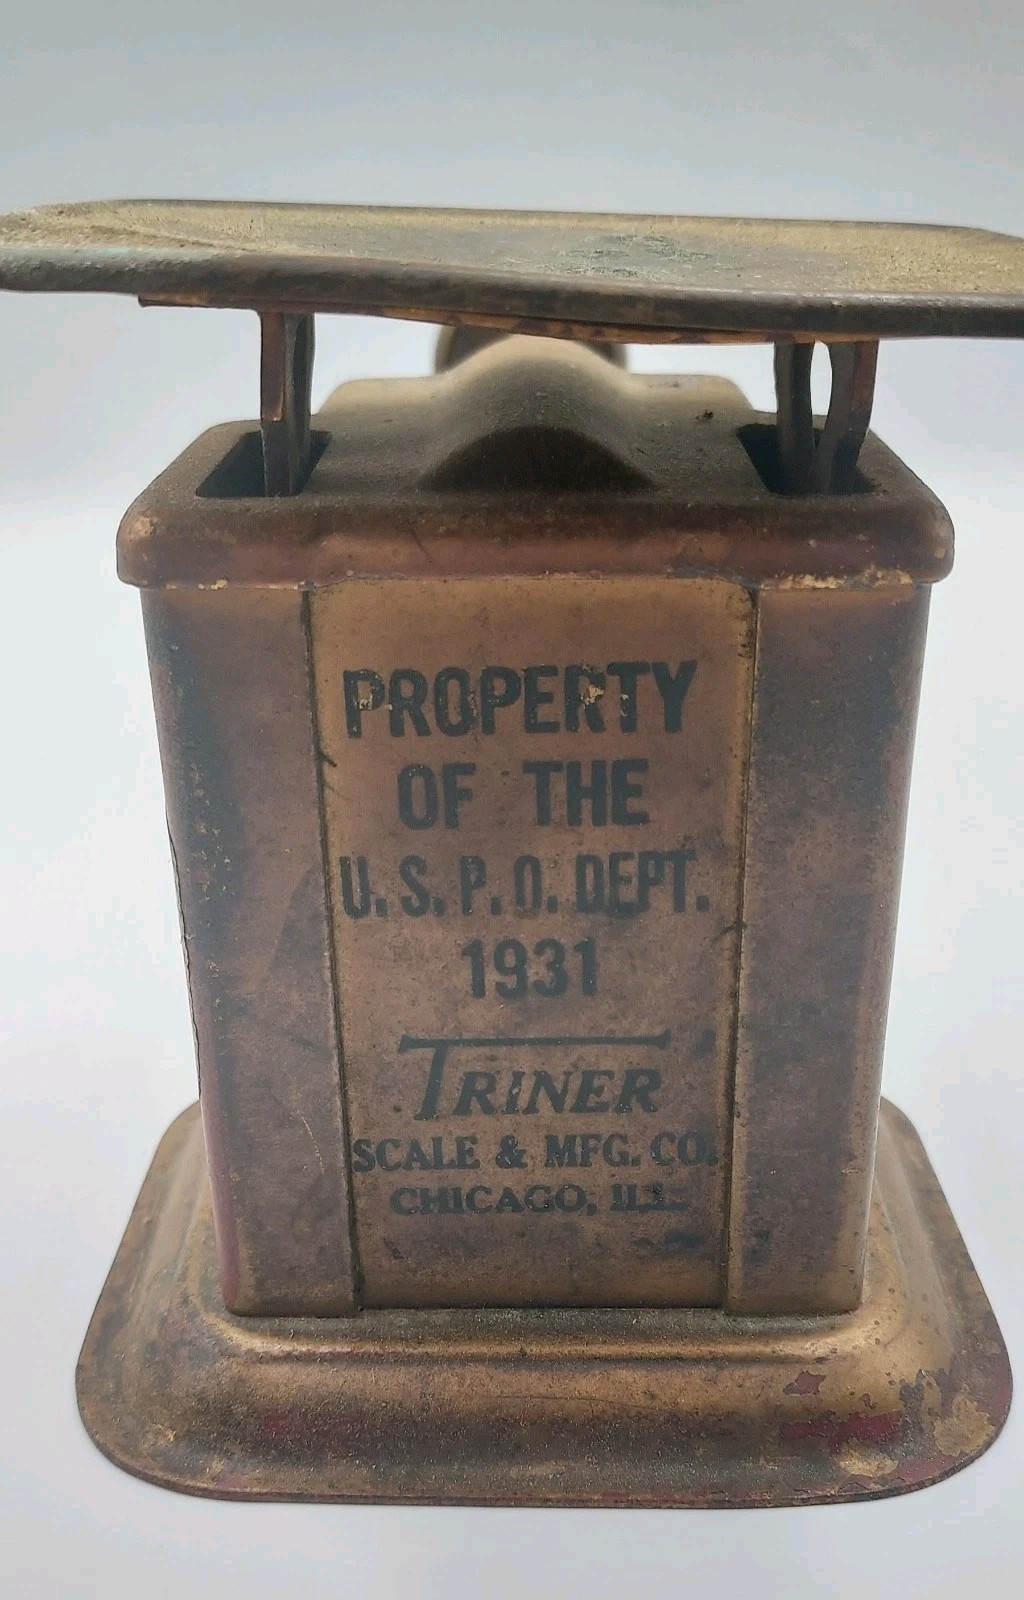 PROPERTY
OF THE
U.S.P.O. DEPT.
1931
TRINER
SCALE & MFG. CO.
CHICAGO, ILL.